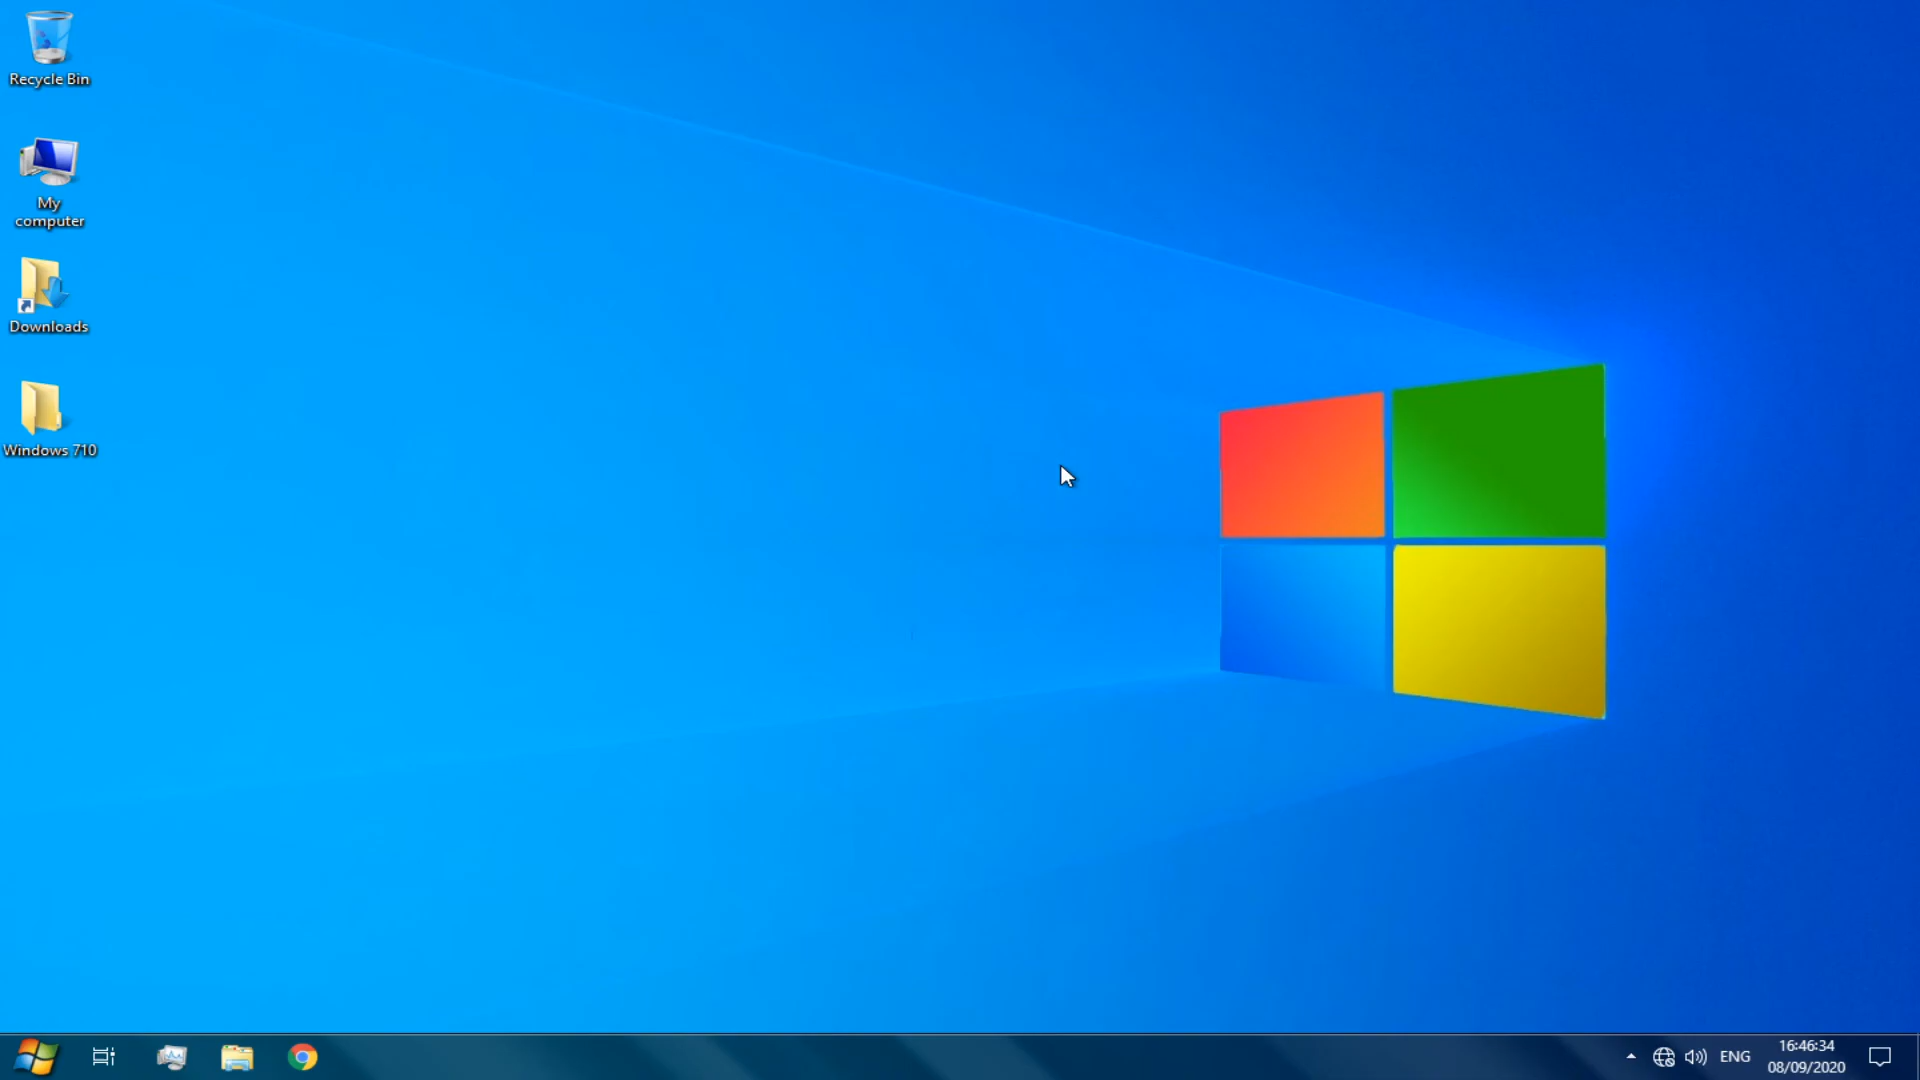 Recycle Bin
My
computer
Downloads
Windows 710
ENG
16:46:34
08/09/2020